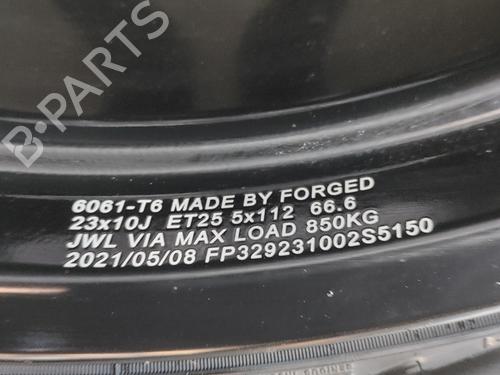 B-PARTS
6061-T6 MADE BY FORGED
23x10J ET25 5x112 66.6
JWL VIA MAX LOAD 850KG
2021/05/08 FP329231002S5150